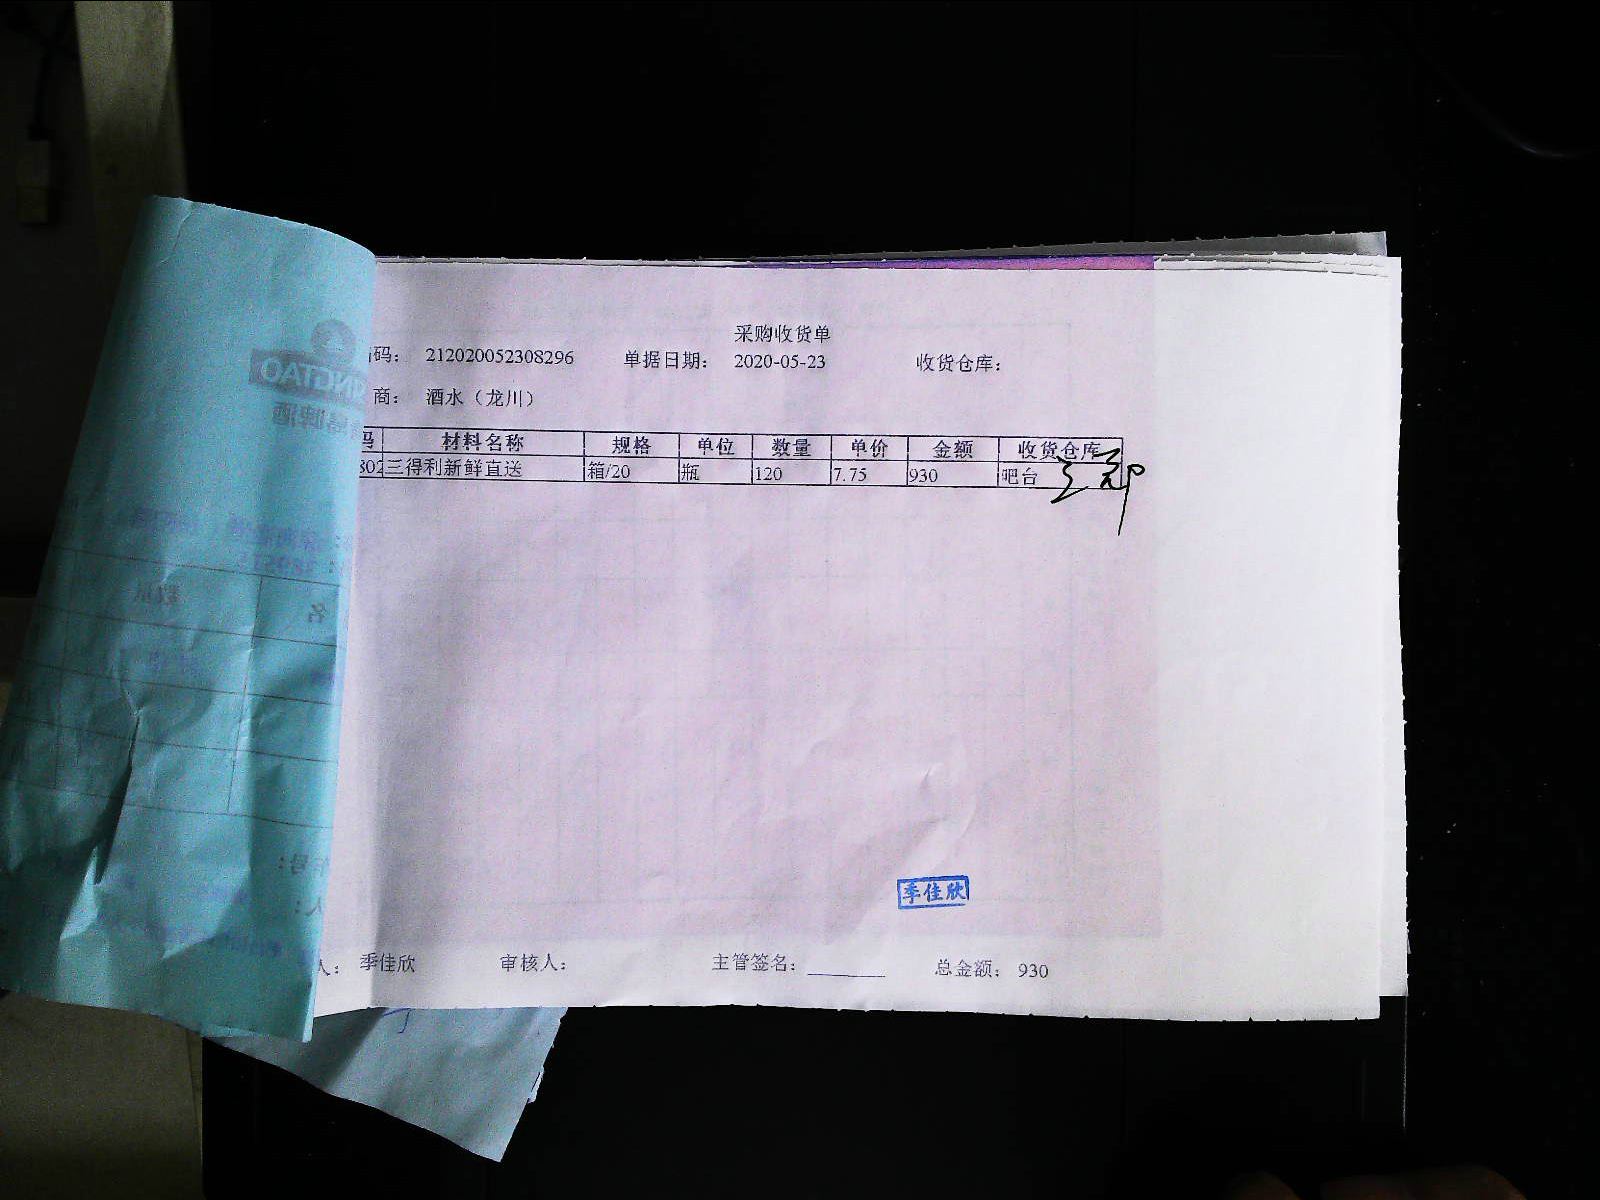 采购收货单
码: 212020052308296 单据日期: 2020-05-23 收货仓库:
商: 酒水（龙川）
码 材料名称 规格 单位 数量 单价 金额 收货仓库
802 三得利新鲜直送 箱/20 瓶 120 7.75 930 吧台
季佳欣
人: 季佳欣 审核人: 主管签名: ________ 总金额: 930